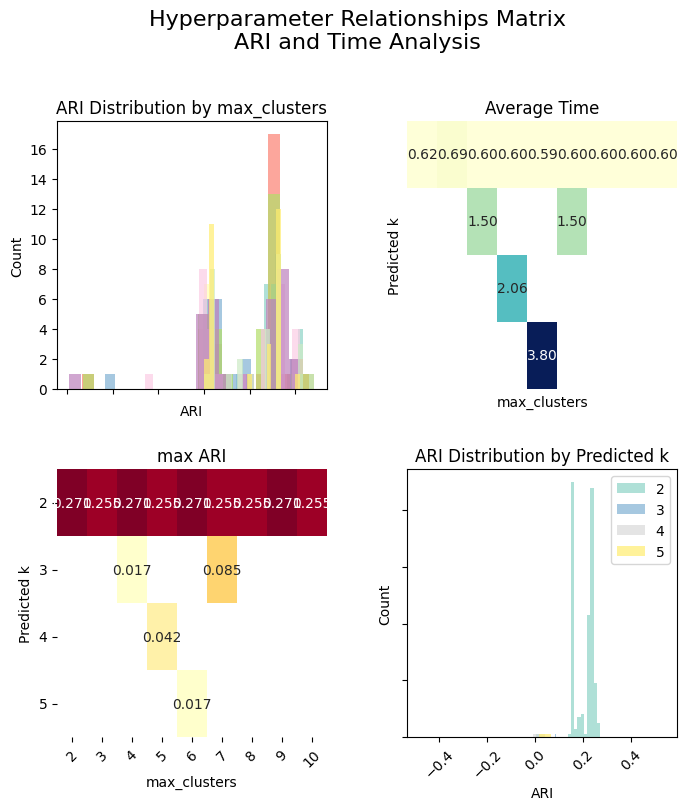 Hyperparameter Relationships Matrix
ARI and Time Analysis
ARI Distribution by max_clusters
16
14
12
10
8
6
4
2
0
Count
ARI
Average Time
0.62 0.69 0.60 0.60 0.59 0.60 0.60 0.60 0.60
1.50 1.50
2.06
3.80
Predicted k
max_clusters
max ARI
2 0.271 0.255 0.271 0.255 0.271 0.255 0.255 0.271 0.255
3 0.017 0.085
4 0.042
5 0.017
Predicted k
2 3 4 5 6 7 8 9 10
max_clusters
ARI Distribution by Predicted k
2
3
4
5
Count
−0.4 −0.2 0.0 0.2 0.4
ARI